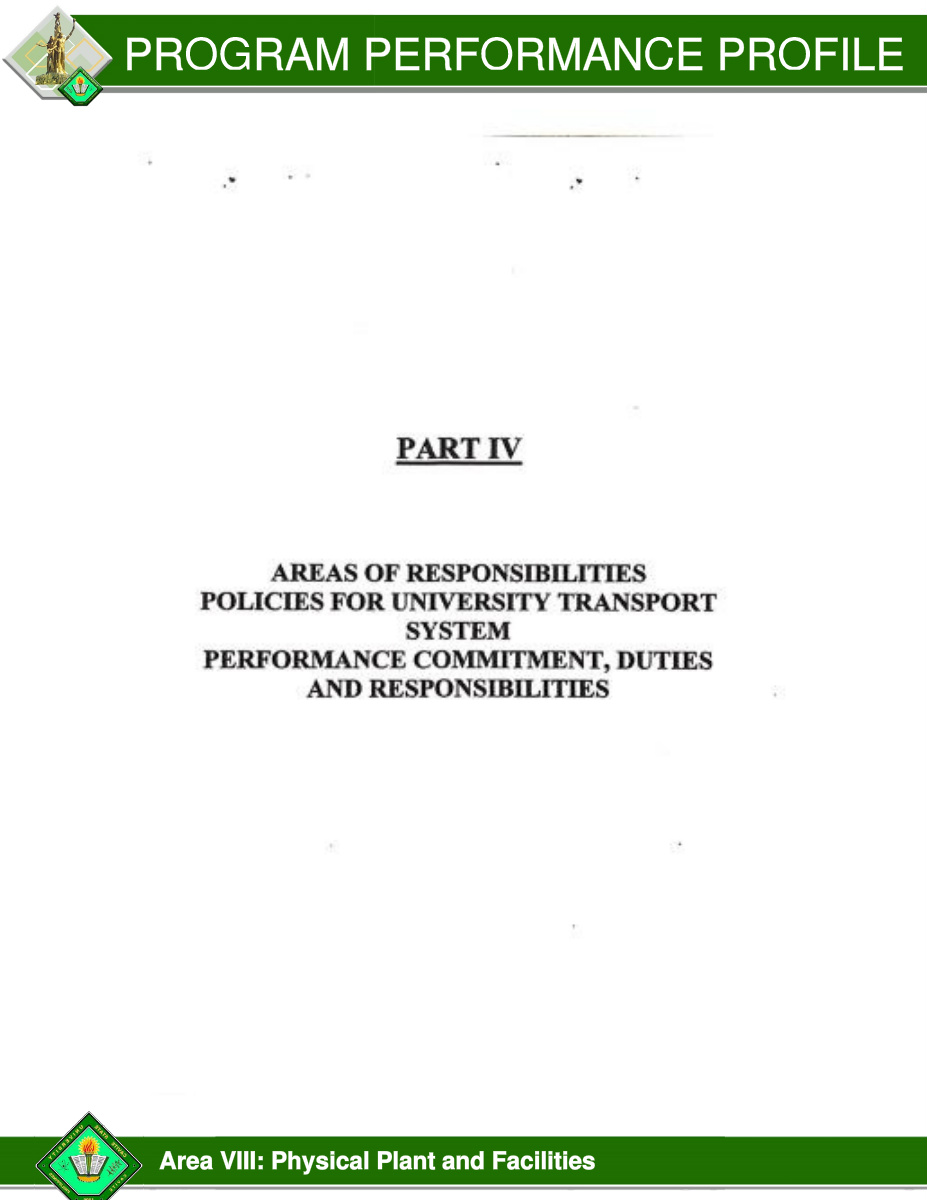 PROGRAM PERFORMANCE PROFILE
PART IV
AREAS OF RESPONSIBILITIES
POLICIES FOR UNIVERSITY TRANSPORT
SYSTEM
PERFORMANCE COMMITMENT, DUTIES
AND RESPONSIBILITIES
Area VIII: Physical Plant and Facilities